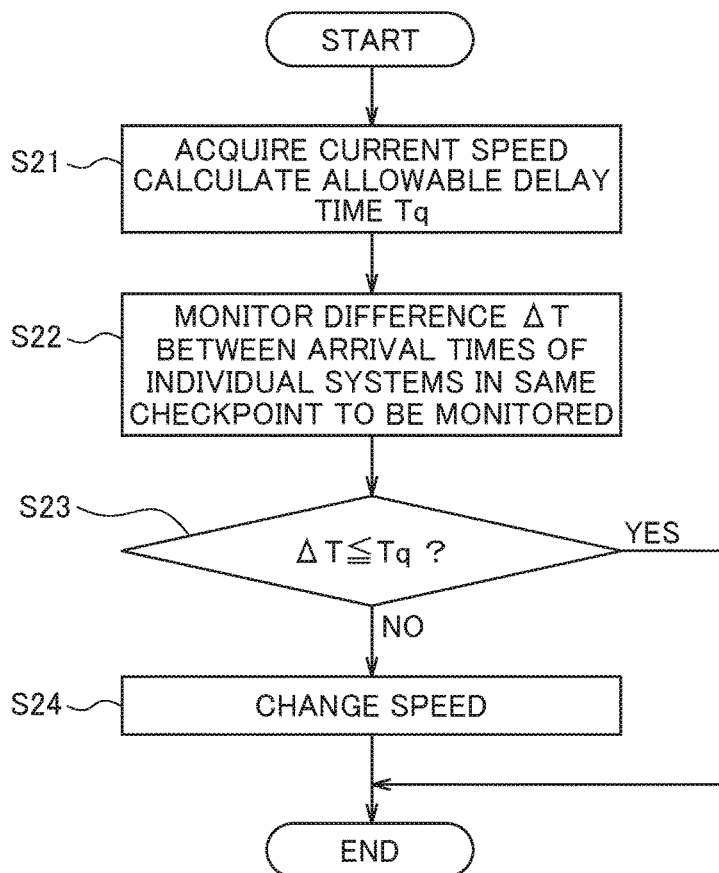 START
S21
ACQUIRE CURRENT SPEED
CALCULATE ALLOWABLE DELAY
TIME Tq
S22
MONITOR DIFFERENCE ΔT
BETWEEN ARRIVAL TIMES OF
INDIVIDUAL SYSTEMS IN SAME
CHECKPOINT TO BE MONITORED
S23
ΔT≦Tq ?
YES
NO
S24
CHANGE SPEED
END